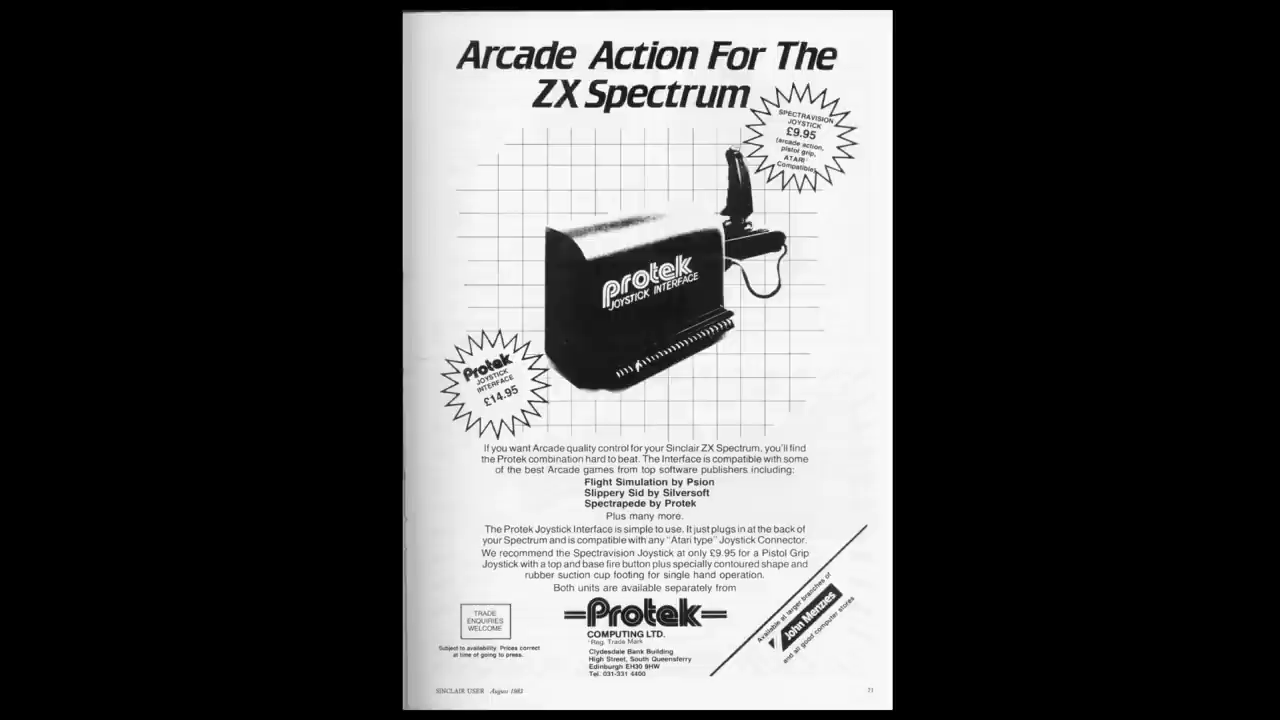 Arcade Action For The
ZX Spectrum
SPECTRAVISION
JOYSTICK
£9.95
(arcade action,
pistol grip,
ATARI
Compatible)
protek
JOYSTICK INTERFACE
Protek
JOYSTICK
INTERFACE
£14.95
If you want Arcade quality control for your Sinclair ZX Spectrum, you'll find
the Protek combination hard to beat. The Interface is compatible with some
of the best Arcade games from top software publishers including:
Flight Simulation by Psion
Slippery Sid by Silversoft
Spectrapede by Protek
Plus many more.
The Protek Joystick Interface is simple to use. It just plugs in at the back of
your Spectrum and is compatible with any "Atari type" Joystick Connector.
We recommend the Spectravision Joystick at only £9.95 for a Pistol Grip
Joystick with a top and base fire button plus specially contoured shape and
rubber suction cup footing for single hand operation.
Both units are available separately from
Protek
COMPUTING LTD.
Reg. Trade Mark
Clydesdale Bank Building
High Street, South Queensferry
Edinburgh EH30 9HW
Tel. 031-331 4400
TRADE
ENQUIRIES
WELCOME
Subject to availability. Prices correct
at time of going to press.
Available at larger branches of
John Menzies
and all good computer stores
SINCLAIR USER August 1983
71